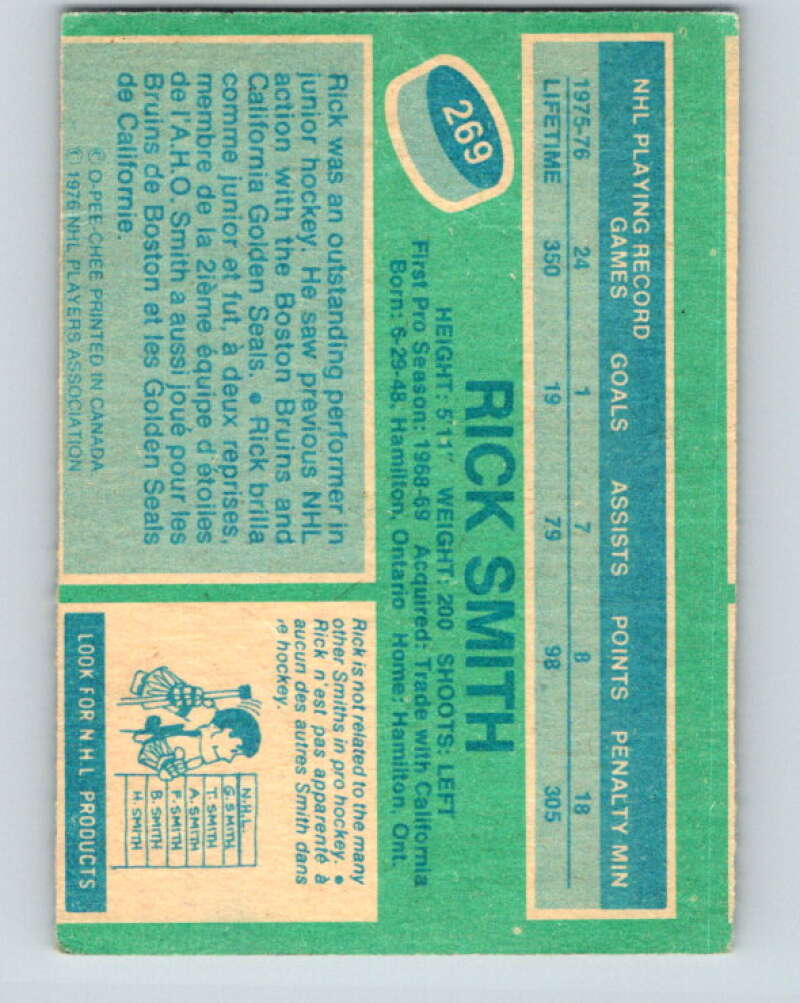 NHL PLAYING RECORD
GAMES GOALS ASSISTS POINTS PENALTY MIN
1975-76 24 1 7 8 18
LIFETIME 350 19 79 98 305
269
RICK SMITH
HEIGHT: 5'11" WEIGHT: 200 SHOOTS: LEFT
First Pro Season: 1968-69 Acquired: Trade with California
Born: 6-29-48, Hamilton, Ontario Home: Hamilton, Ont.
Rick was an outstanding performer in
junior hockey. He saw previous NHL
action with the Boston Bruins and
California Golden Seals. • Rick brilla
comme junior et fut, à deux reprises,
membre de la 2ième équipe d'étoiles
de l'A.H.O. Smith a aussi joué pour les
Bruins de Boston et les Golden Seals
de Californie.
© O-PEE-CHEE PRINTED IN CANADA
© 1976 NHL PLAYERS ASSOCIATION
Rick is not related to the many
other Smiths in pro hockey. •
Rick n'est pas apparenté à
aucun des autres Smith dans
le hockey.
N.H.L.
G. SMITH
T. SMITH
A. SMITH
F. SMITH
B. SMITH
H. SMITH
LOOK FOR N.H.L PRODUCTS